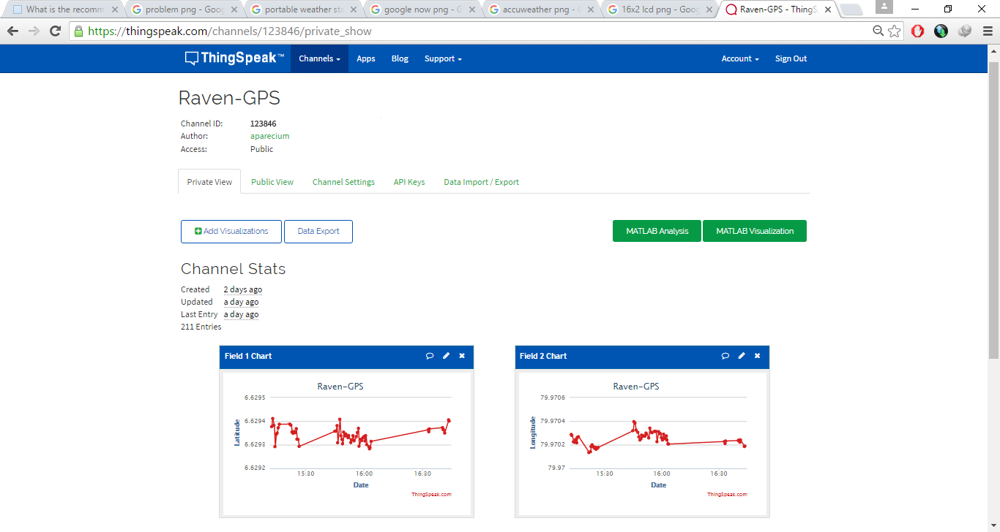 What is the recomm
problem png - Goog
portable weather sta
google now png - G
accuweather png - G
16x2 lcd png - Goog
Raven-GPS - ThingS
https://thingspeak.com/channels/123846/private_show
ThingSpeak™ Channels Apps Blog Support Account Sign Out
Raven-GPS
Channel ID: 123846
Author: aparecium
Access: Public
Private View Public View Channel Settings API Keys Data Import / Export
Add Visualizations Data Export MATLAB Analysis MATLAB Visualization
Channel Stats
Created 2 days ago
Updated a day ago
Last Entry a day ago
211 Entries
Field 1 Chart
Raven-GPS
6.6295
6.6294
6.6293
6.6292
Latitude
15:30 16:00 16:30
Date
ThingSpeak.com
Field 2 Chart
Raven-GPS
79.9706
79.9704
79.9702
79.97
Longitude
15:30 16:00 16:30
Date
ThingSpeak.com